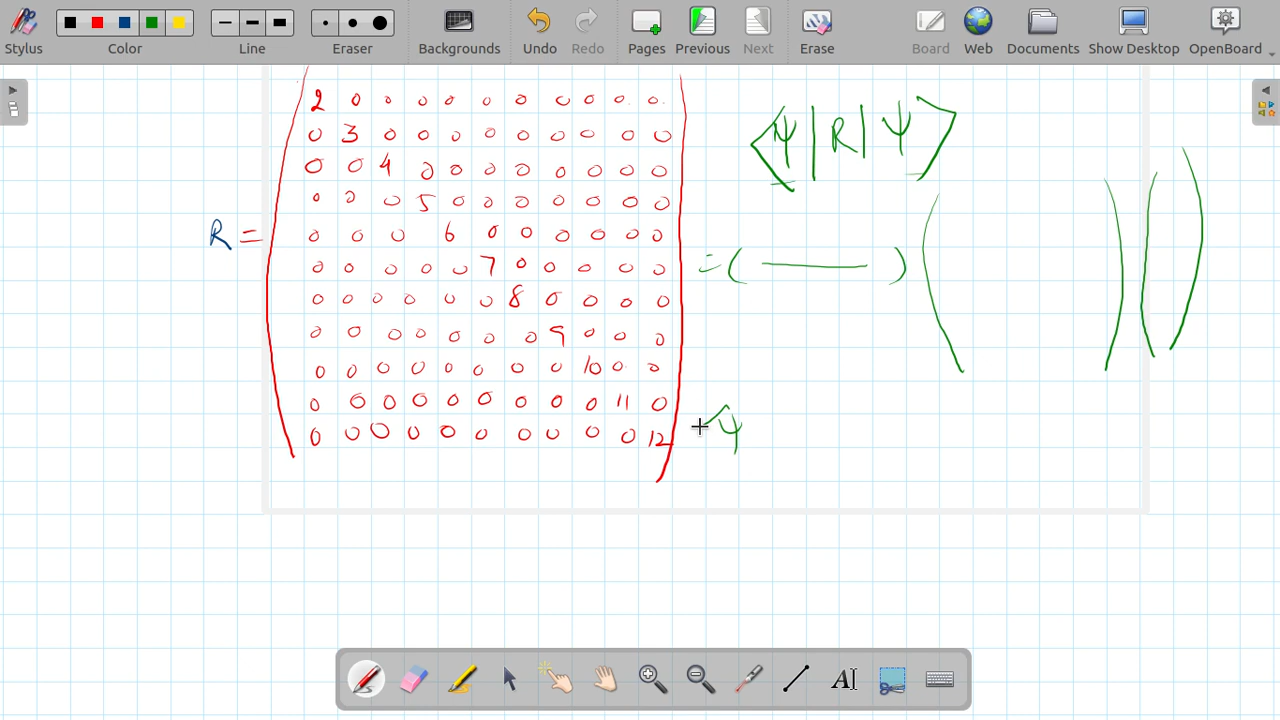 Stylus Color Line Eraser Backgrounds Undo Redo Pages Previous Next Erase Board Web Documents Show Desktop OpenBoard
2 0 0 0 0 0 0 0 0 0 0
0 3 0 0 0 0 0 0 0 0 0
0 0 4 0 0 0 0 0 0 0 0
0 0 0 5 0 0 0 0 0 0 0
R = 0 0 0 6 0 0 0 0 0 0
0 0 0 0 0 7 0 0 0 0 0
0 0 0 0 0 0 8 0 0 0 0
0 0 0 0 0 0 0 9 0 0 0
0 0 0 0 0 0 0 0 10 0 0
0 0 0 0 0 0 0 0 0 11 0
0 0 0 0 0 0 0 0 0 0 12
⟨ψ|R|ψ⟩
= (—) ( ) ( )
⟨ψ